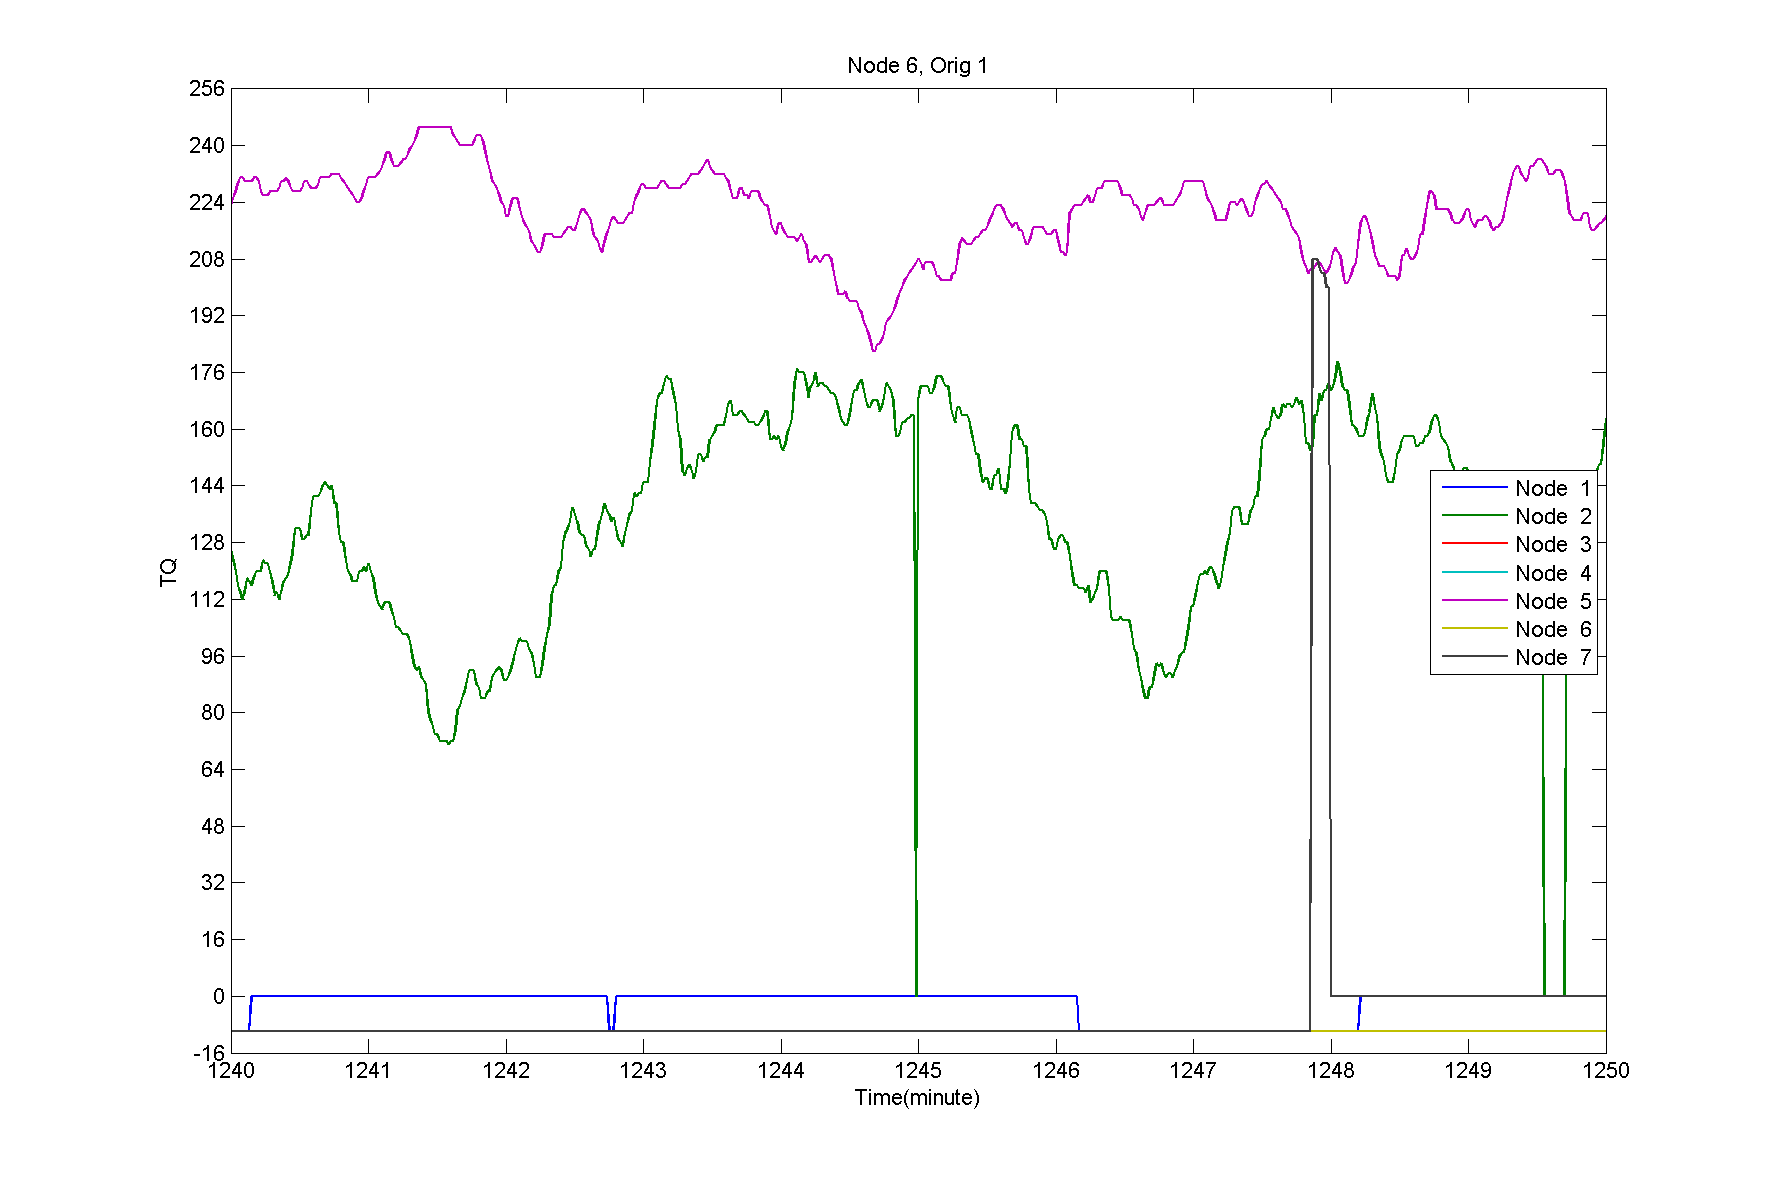 Node 6, Orig 1
256
240
224
208
192
176
160
144
128
112
96
80
64
48
32
16
0
-16
TQ
Node 1
Node 2
Node 3
Node 4
Node 5
Node 6
Node 7
1240 1241 1242 1243 1244 1245 1246 1247 1248 1249 1250
Time(minute)